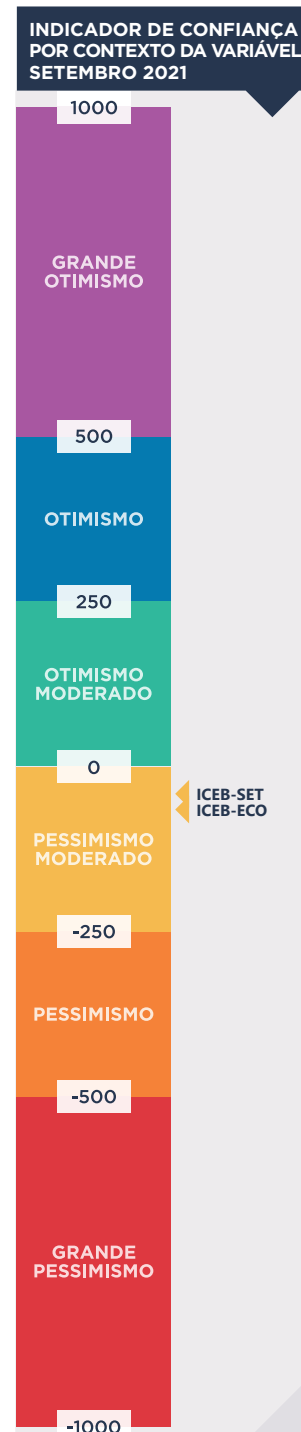 INDICADOR DE CONFIANÇA
POR CONTEXTO DA VARIÁVEL
SETEMBRO 2021
1000
GRANDE
OTIMISMO
500
OTIMISMO
250
OTIMISMO
MODERADO
0
ICEB-SET
ICEB-ECO
PESSIMISMO
MODERADO
-250
PESSIMISMO
-500
GRANDE
PESSIMISMO
-1000